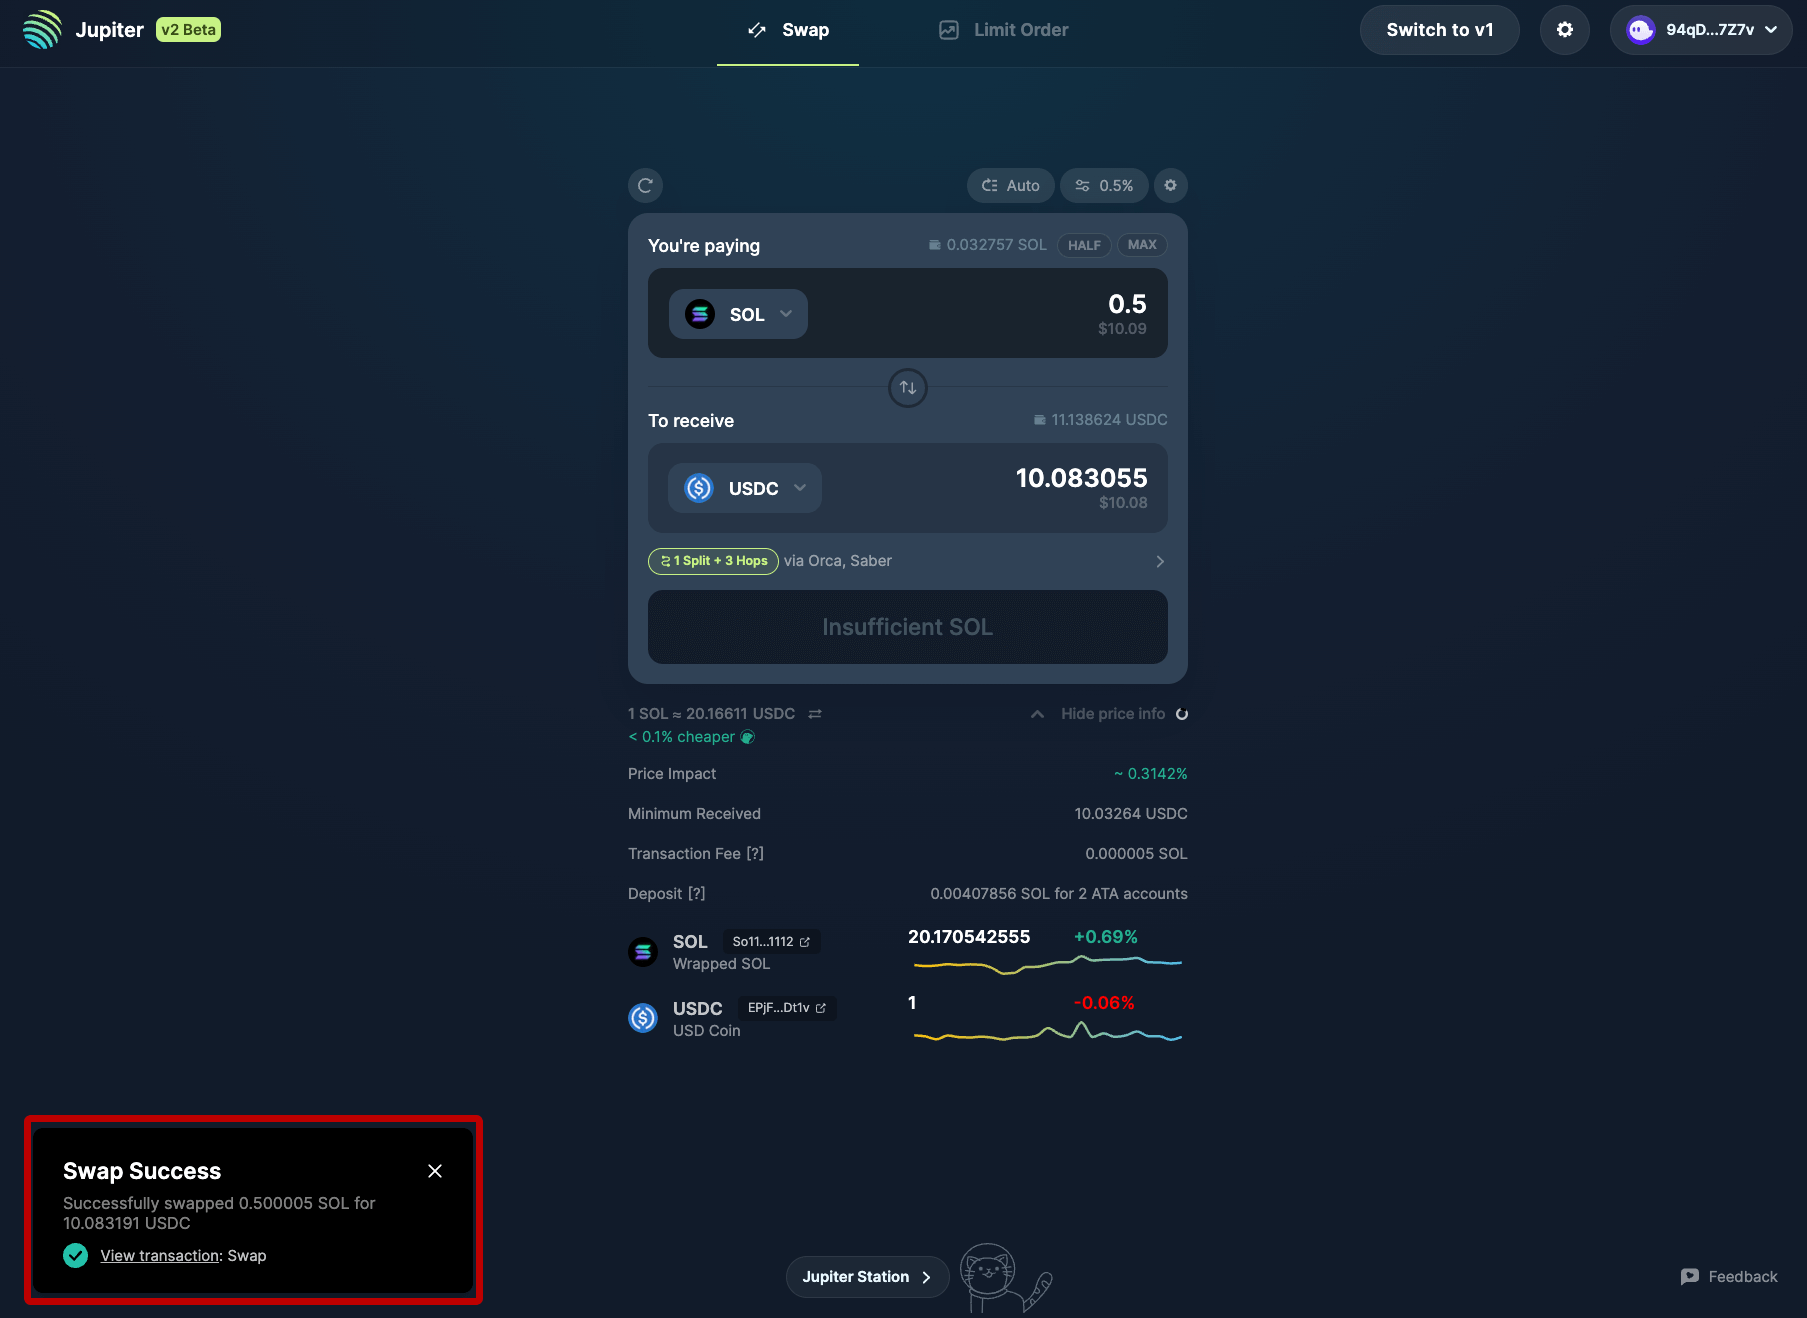 Jupiter v2 Beta
Swap
Limit Order
Switch to v1
94qD...7Z7v
Auto
0.5%
You're paying
0.032757 SOL
HALF
MAX
SOL
0.5
$10.09
To receive
11.138624 USDC
USDC
10.083055
$10.08
1 Split + 3 Hops via Orca, Saber
Insufficient SOL
1 SOL ≈ 20.16611 USDC
Hide price info
< 0.1% cheaper
Price Impact
~ 0.3142%
Minimum Received
10.03264 USDC
Transaction Fee [?]
0.000005 SOL
Deposit [?]
0.00407856 SOL for 2 ATA accounts
SOL
So11...1112
20.170542555
+0.69%
Wrapped SOL
USDC
EPjF...Dt1v
1
-0.06%
USD Coin
Swap Success
Successfully swapped 0.500005 SOL for
10.083191 USDC
View transaction: Swap
Jupiter Station
Feedback